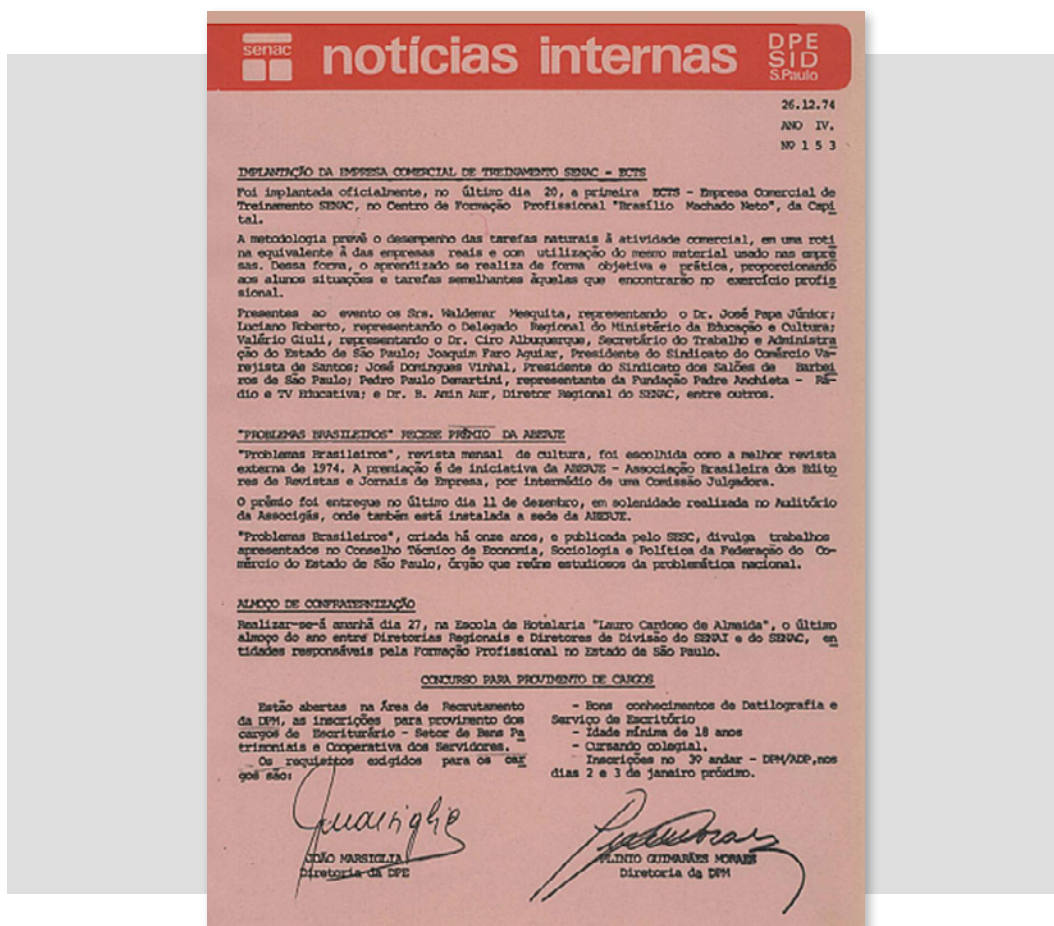 senac
notícias internas
DPE
SID
S.Paulo
26.12.74
ANO IV.
Nº 1 5 3
IMPLANTAÇÃO DA EMPRESA COMERCIAL DE TREINAMENTO SENAC - ECTS
Foi implantada oficialmente, no último dia 20, a primeira ECTS - Empresa Comercial de
Treinamento SENAC, no Centro de Formação Profissional "Brasílio Machado Neto", da Capi
tal.
A metodologia prevê o desempenho das tarefas naturais à atividade comercial, em uma roti
na equivalente à das empresas reais e com utilização do mesmo material usado nas empre
sas. Dessa forma, o aprendizado se realiza de forma objetiva e prática, proporcionando
aos alunos situações e tarefas semelhantes àquelas que encontrarão no exercício profis
sional.
Presentes ao evento os Srs. Waldemar Mesquita, representando o Dr. José Papa Júnior;
Luciano Roberto, representando o Delegado Regional do Ministério da Educação e Cultura;
Valério Giuli, representando o Dr. Ciro Albuquerque, Secretário do Trabalho e Administra
ção do Estado de São Paulo; Joaquim Faro Aguiar, Presidente do Sindicato do Comércio Va-
rejista de Santos; José Domingues Vinhal, Presidente do Sindicato dos Salões de Barbei
ros de São Paulo; Pedro Paulo Demartini, representante da Fundação Padre Anchieta - Rá-
dio e TV Educativa; e Dr. B. Amin Aur, Diretor Regional do SENAC, entre outros.
"PROBLEMAS BRASILEIROS" RECEBE PRÊMIO DA ABERJE
"Problemas Brasileiros", revista mensal de cultura, foi escolhida como a melhor revista
externa de 1974. A premiação é de iniciativa da ABERJE - Associação Brasileira dos Edito
res de Revistas e Jornais de Empresa, por intermédio de uma Comissão Julgadora.
O prêmio foi entregue no último dia 11 de dezembro, em solenidade realizada no Auditório
da Associgás, onde também está instalada a sede da ABERJE.
"Problemas Brasileiros", criada há onze anos, e publicada pelo SESC, divulga trabalhos
apresentados no Conselho Técnico de Economia, Sociologia e Política da Federação do Co-
mércio do Estado de São Paulo, órgão que reúne estudiosos da problemática nacional.
ALMOÇO DE CONFRATERNIZAÇÃO
Realizar-se-á amanhã dia 27, na Escola de Hotelaria "Lauro Cardoso de Almeida", o último
almoço do ano entre Diretorias Regionais e Diretores de Divisão do SENAI e do SENAC, en
tidades responsáveis pela Formação Profissional no Estado de São Paulo.
CONCURSO PARA PROVIMENTO DE CARGOS
Estão abertas na Área de Recrutamento
da DPM, as inscrições para provimento dos
cargos de Escriturário - Setor de Bens Pa
trimoniais e Cooperativa dos Servidores.
Os requisitos exigidos para os car
gos são:
- Bons conhecimentos de Datilografia e
Serviço de Escritório
- Idade mínima de 18 anos
- Cursando colegial.
Inscrições no 3º andar - DPM/ADP,nos
dias 2 e 3 de janeiro próximo.
JOÃO MARSIGLIA
Diretoria da DPE
PLINIO GUIMARÃES MORAES
Diretoria da DPM